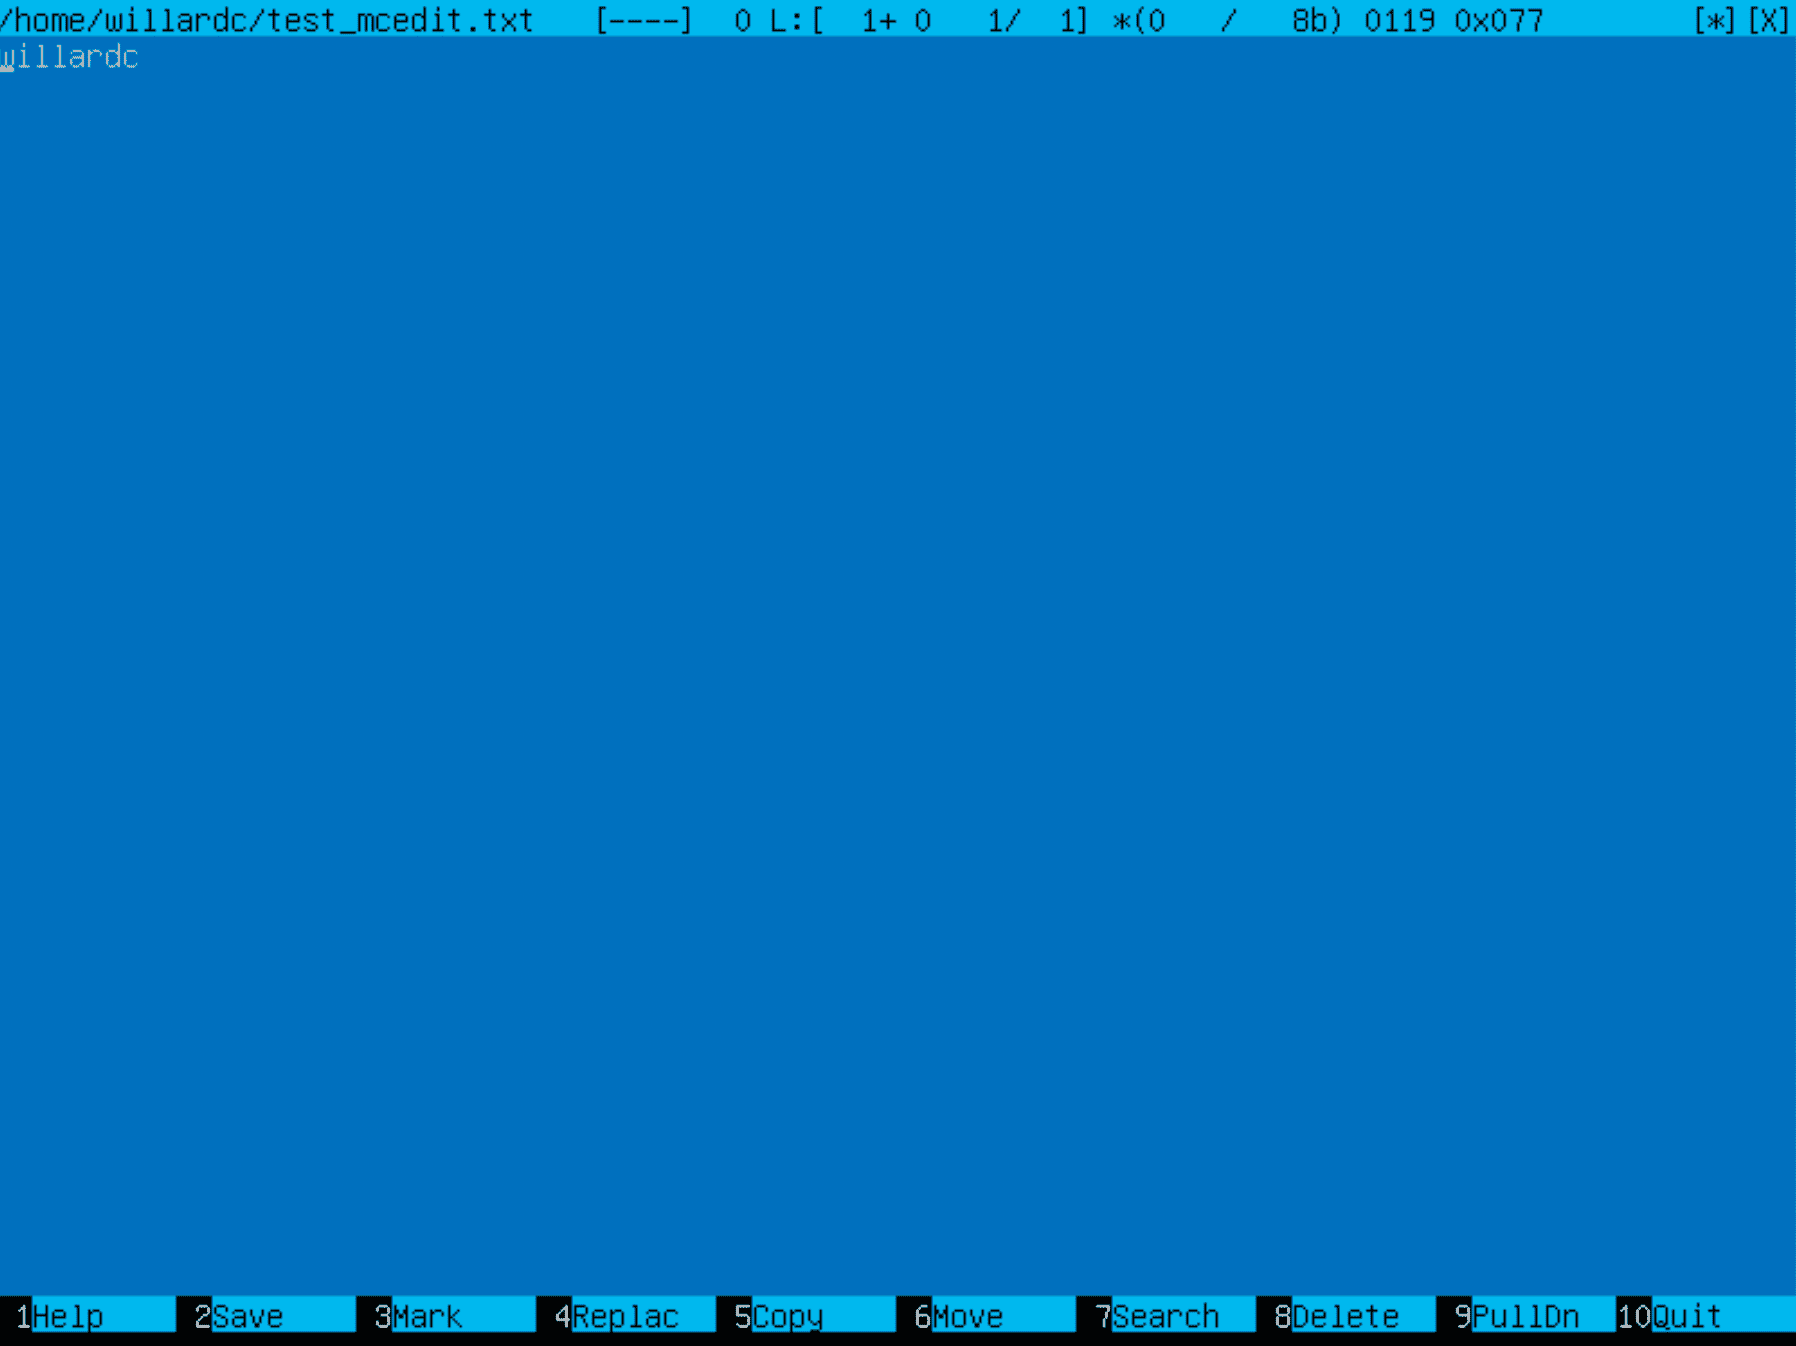 /home/willardc/test_mcedit.txt   [----]  0 L:[  1+ 0   1/  1] *(0   /   8b) 0119 0x077        [*][X]
willardc
1Help 2Save 3Mark 4Replac 5Copy 6Move 7Search 8Delete 9PullDn 10Quit